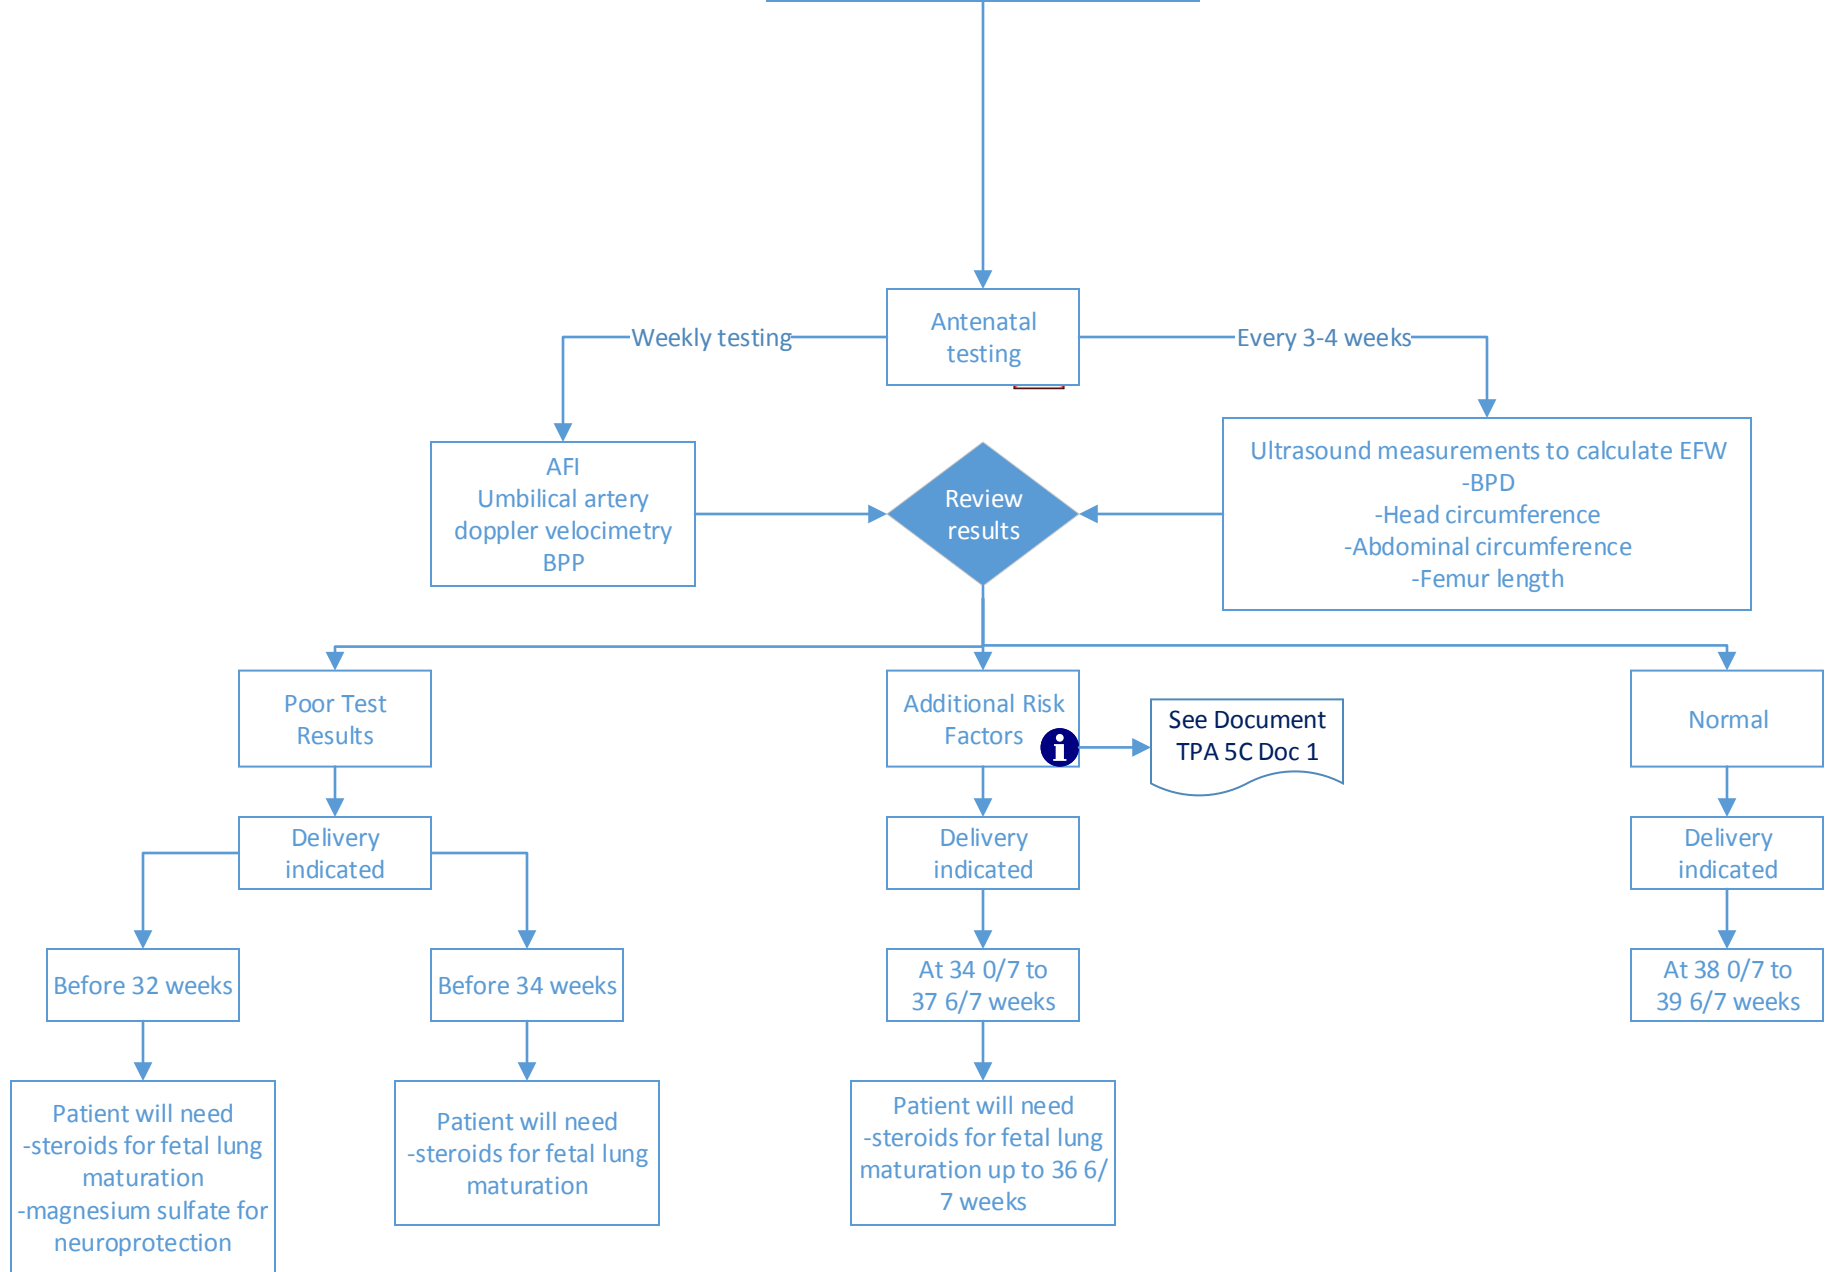 Antenatal
testing
Weekly testing
Every 3-4 weeks
AFI
Umbilical artery
doppler velocimetry
BPP
Review
results
Ultrasound measurements to calculate EFW
-BPD
-Head circumference
-Abdominal circumference
-Femur length
Poor Test
Results
Additional Risk
Factors
See Document
TPA 5C Doc 1
Normal
Delivery
indicated
Delivery
indicated
Delivery
indicated
Before 32 weeks
Before 34 weeks
At 34 0/7 to
37 6/7 weeks
At 38 0/7 to
39 6/7 weeks
Patient will need
-steroids for fetal lung
maturation
-magnesium sulfate for
neuroprotection
Patient will need
-steroids for fetal lung
maturation
Patient will need
-steroids for fetal lung
maturation up to 36 6/
7 weeks